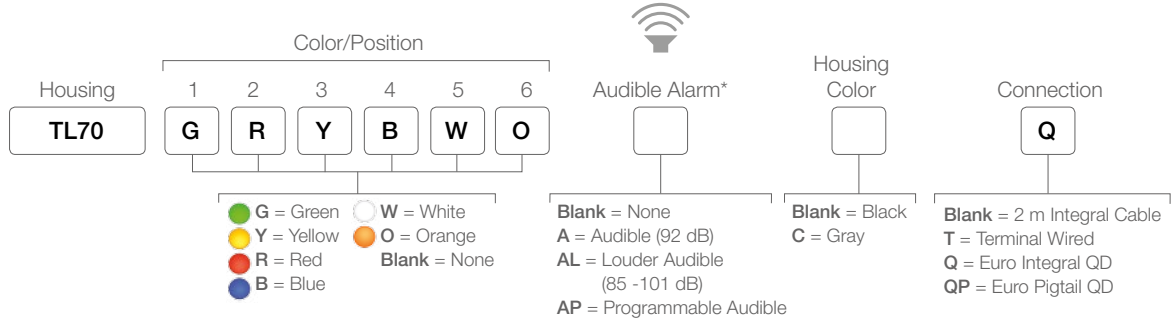 Color/Position
Housing
1 2 3 4 5 6
Audible Alarm*
Housing
Color
Connection
TL70
G R Y B W O
Q
G = Green
Y = Yellow
R = Red
B = Blue
W = White
O = Orange
Blank = None
Blank = None
A = Audible (92 dB)
AL = Louder Audible
(85 -101 dB)
AP = Programmable Audible
Blank = Black
C = Gray
Blank = 2 m Integral Cable
T = Terminal Wired
Q = Euro Integral QD
QP = Euro Pigtail QD